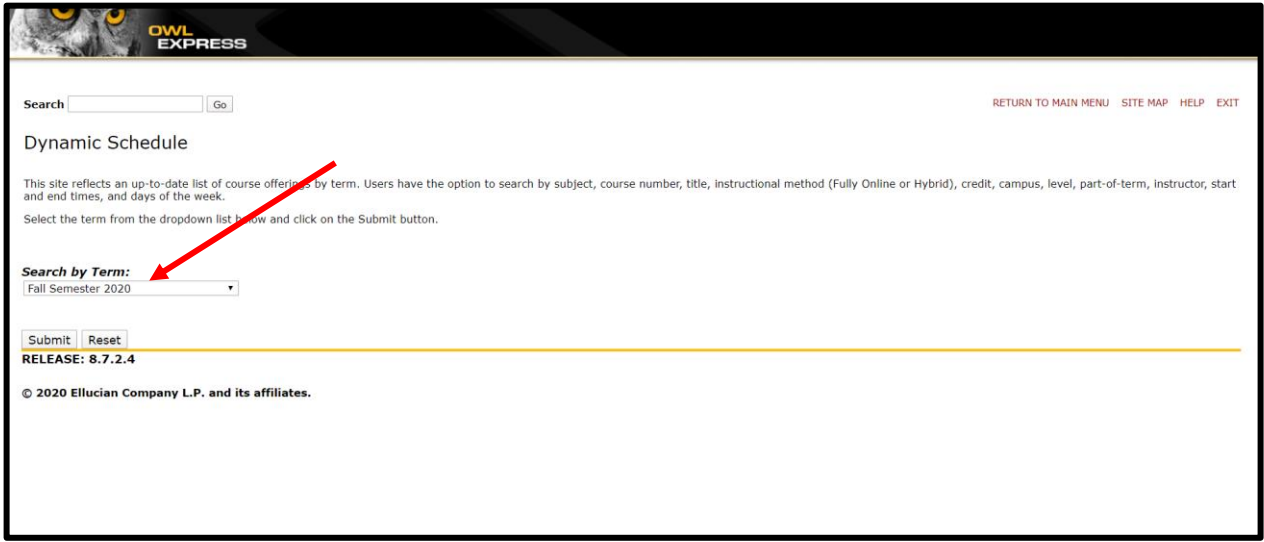 OWL
EXPRESS
Search Go
RETURN TO MAIN MENU SITE MAP HELP EXIT
Dynamic Schedule
This site reflects an up-to-date list of course offerings by term. Users have the option to search by subject, course number, title, instructional method (Fully Online or Hybrid), credit, campus, level, part-of-term, instructor, start
and end times, and days of the week.
Select the term from the dropdown list below and click on the Submit button.
Search by Term:
Fall Semester 2020
Submit Reset
RELEASE: 8.7.2.4
© 2020 Ellucian Company L.P. and its affiliates.